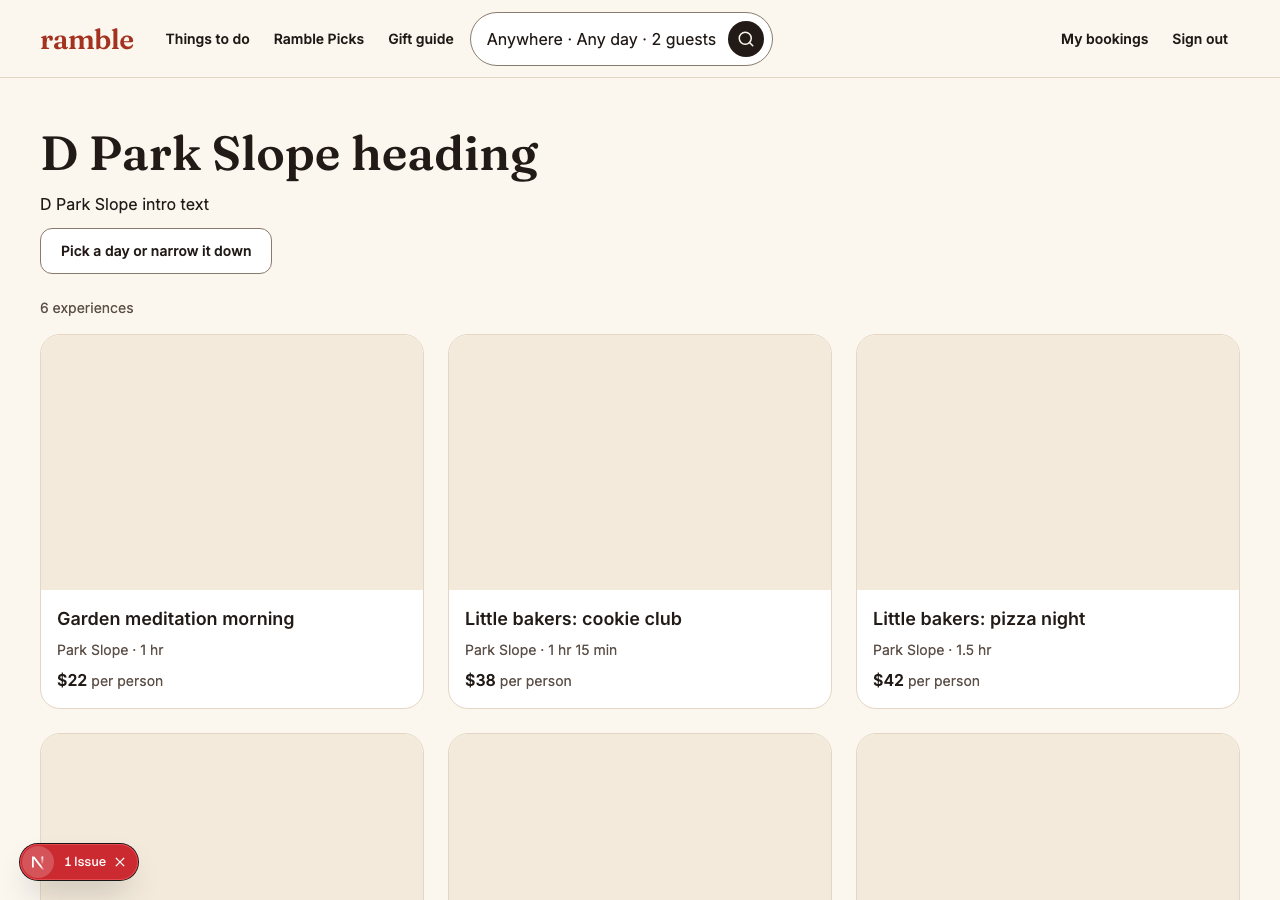 ramble Things to do Ramble Picks Gift guide Anywhere · Any day · 2 guests My bookings Sign out
D Park Slope heading
D Park Slope intro text
Pick a day or narrow it down
6 experiences
Garden meditation morning
Park Slope · 1 hr
$22 per person
Little bakers: cookie club
Park Slope · 1 hr 15 min
$38 per person
Little bakers: pizza night
Park Slope · 1.5 hr
$42 per person
N 1 Issue